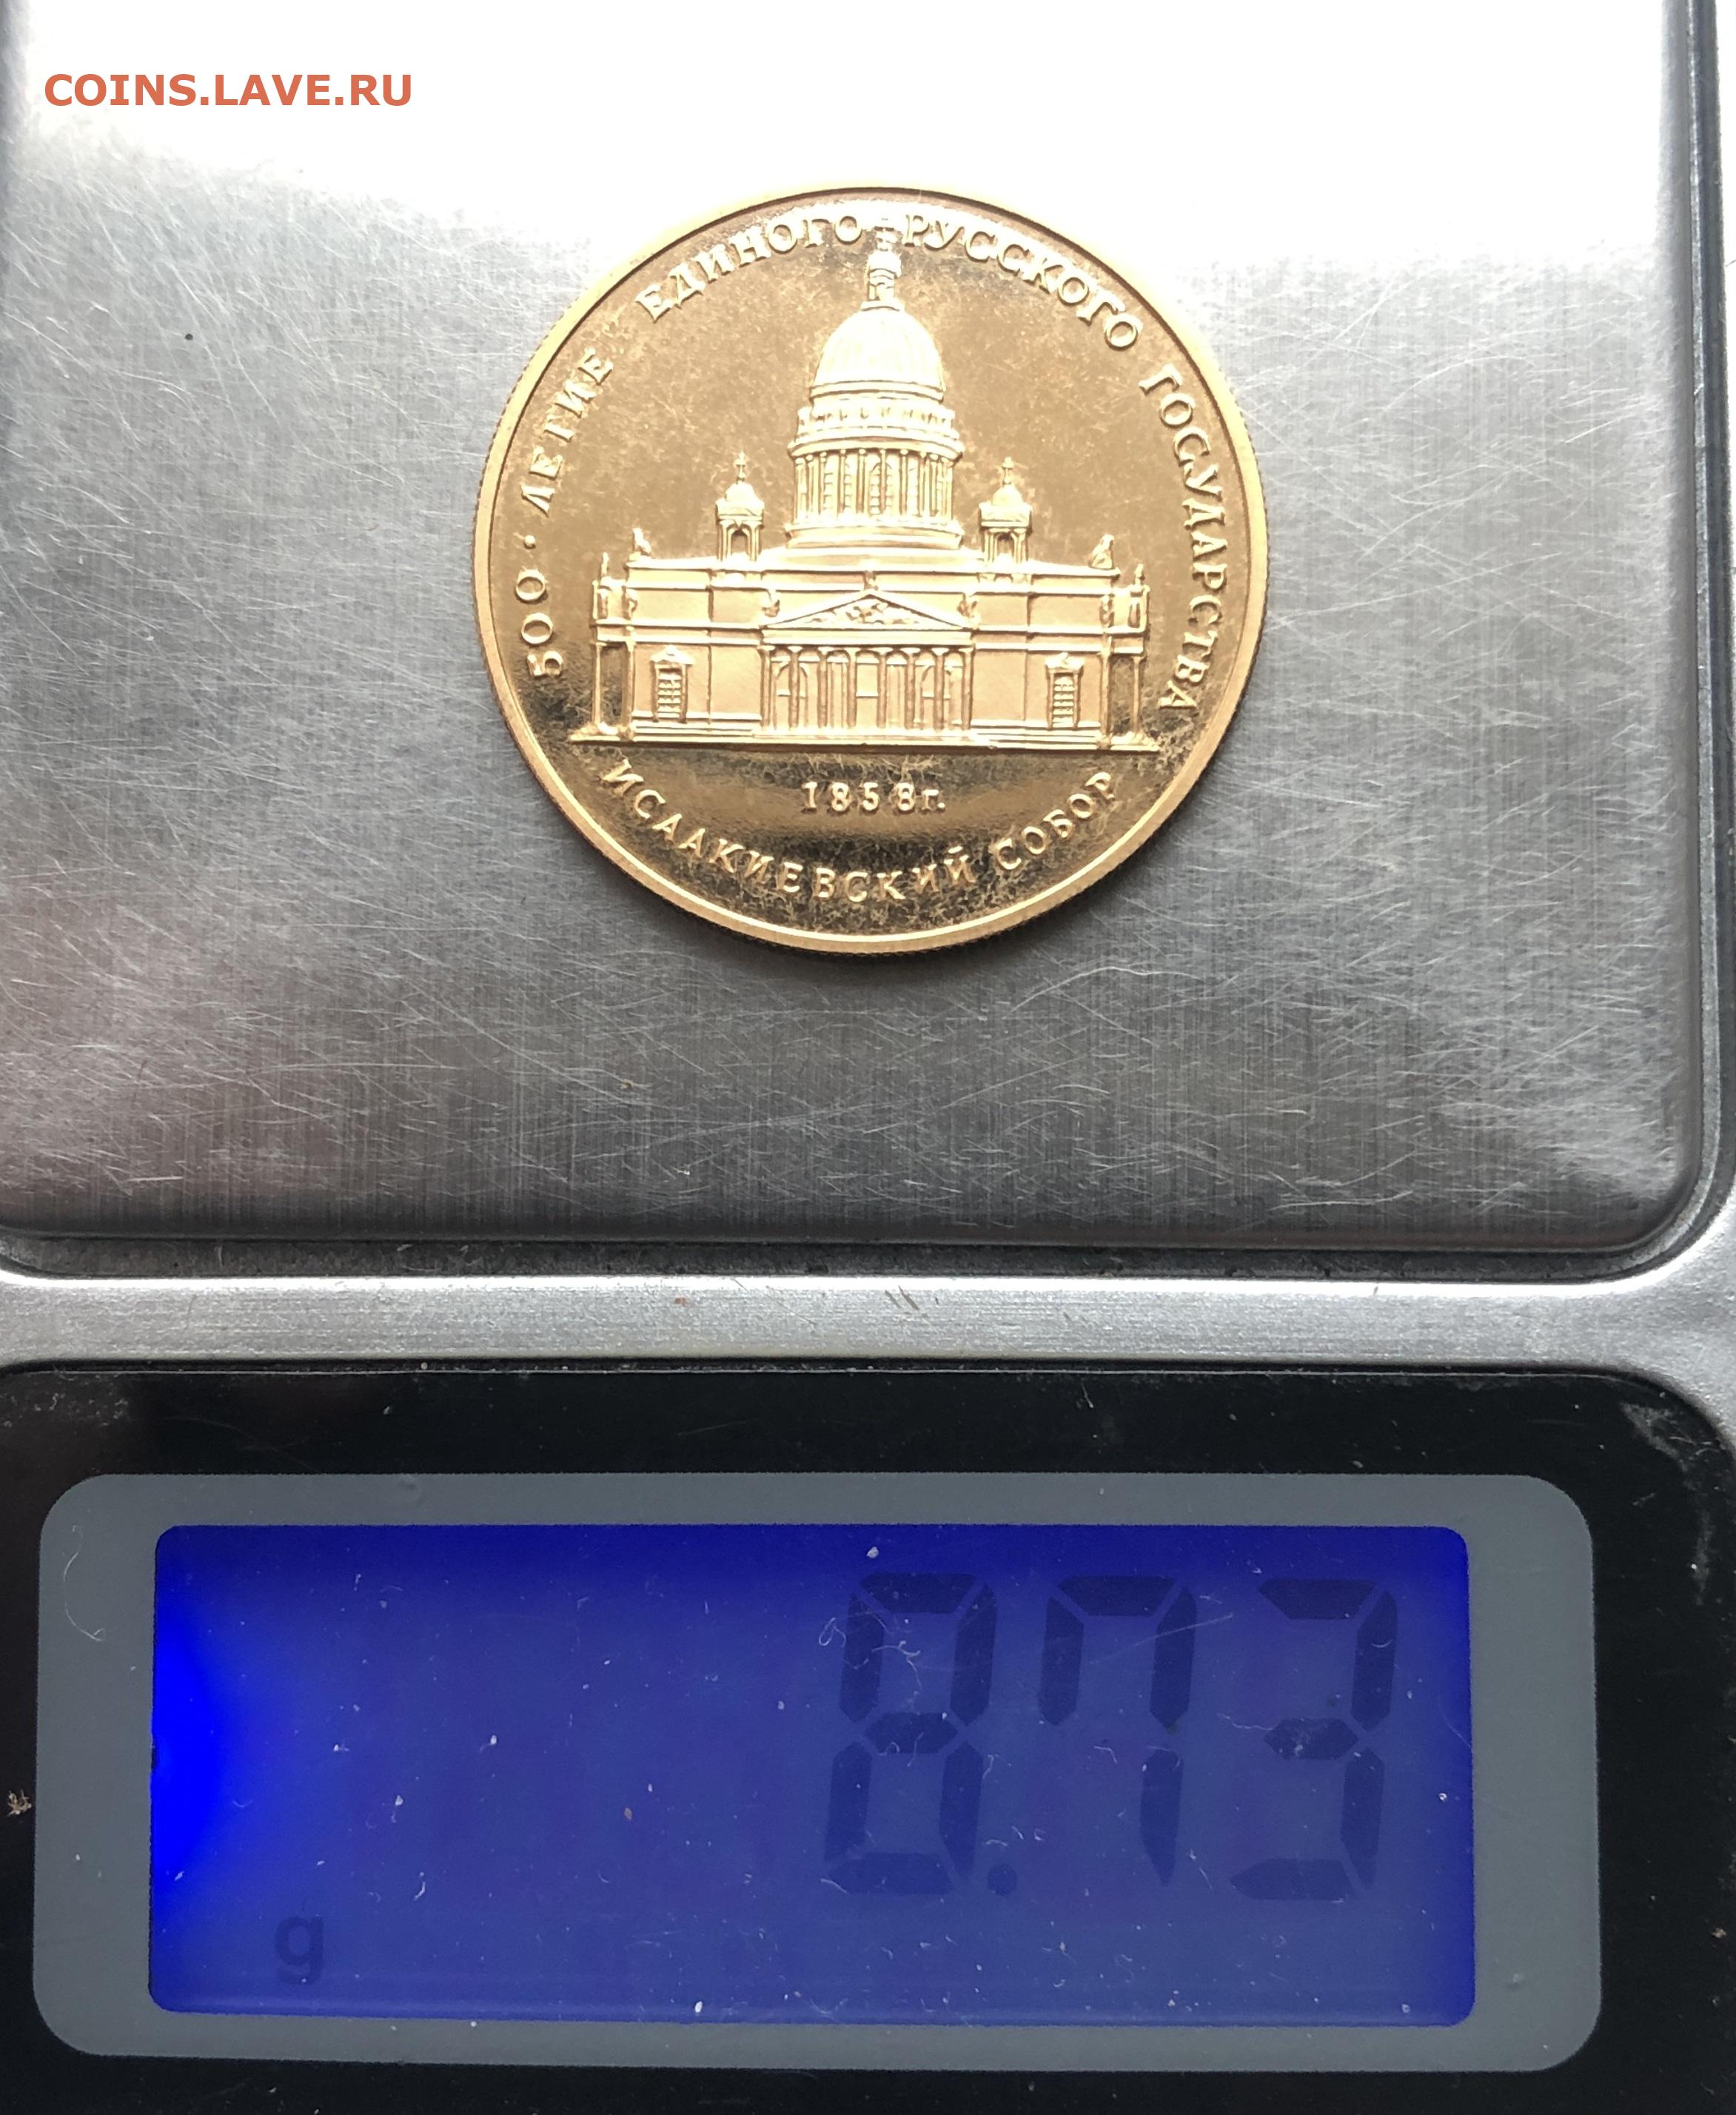 COINS.LAVE.RU
500 · ЛЕТИЕ ЕДИНОГО РУССКОГО ГОСУДАРСТВА
1858г.
ИСААКИЕВСКИЙ СОБОР
8.73
g